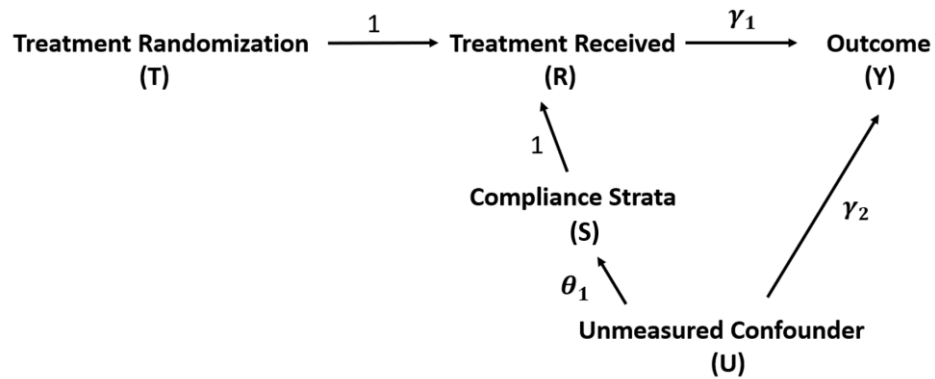 1
γ₁
Treatment Randomization Treatment Received Outcome
(T) (R) (Y)
1
Compliance Strata
(S)
γ₂
θ₁
Unmeasured Confounder
(U)